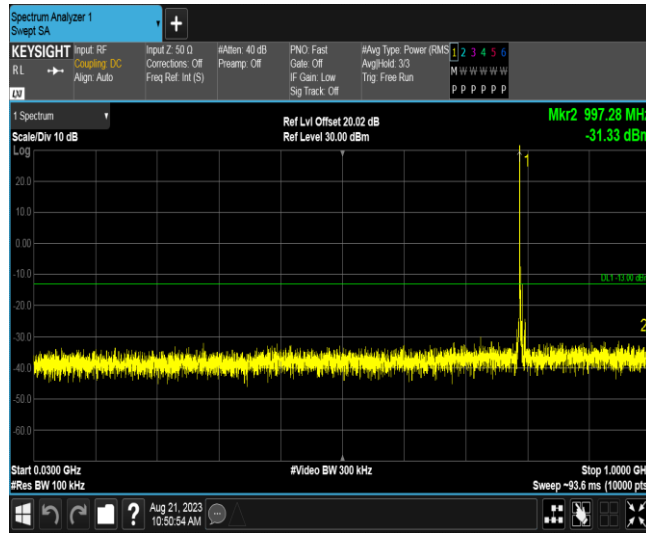 Spectrum Analyzer 1
Swept SA
+
KEYSIGHT
RL
LXI
Input: RF
Coupling: DC
Align: Auto
Input Z: 50 Ω
Corrections: Off
Freq Ref: Int (S)
#Atten: 40 dB
Preamp: Off
PNO: Fast
Gate: Off
IF Gain: Low
Sig Track: Off
#Avg Type: Power (RMS
Avg|Hold: 3/3
Trig: Free Run
1 2 3 4 5 6
M W W W W W
P P P P P P
1 Spectrum
Scale/Div 10 dB
Ref Lvl Offset 20.02 dB
Ref Level 30.00 dBm
Mkr2 997.28 MHz
-31.33 dBm
Log
1
20.0
10.0
0.00
-10.0
DL1 -13.00 dBm
-20.0
2
-30.0
-40.0
-50.0
-60.0
Start 0.0300 GHz
#Res BW 100 kHz
#Video BW 300 kHz
Stop 1.0000 GH
Sweep ~93.6 ms (10000 pts
?
Aug 21, 2023
10:50:54 AM